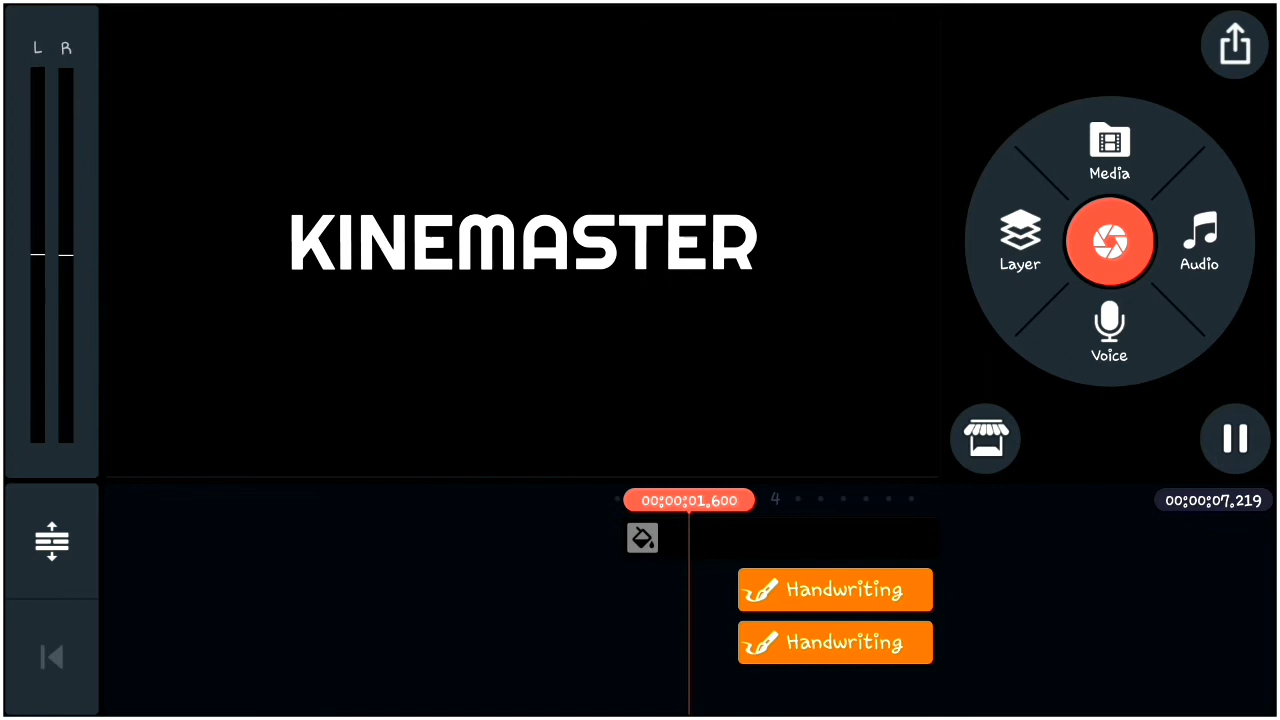 L R
KINEMASTER
Media
Layer
Audio
Voice
00:00:01.600
4
00:00:07.219
Handwriting
Handwriting